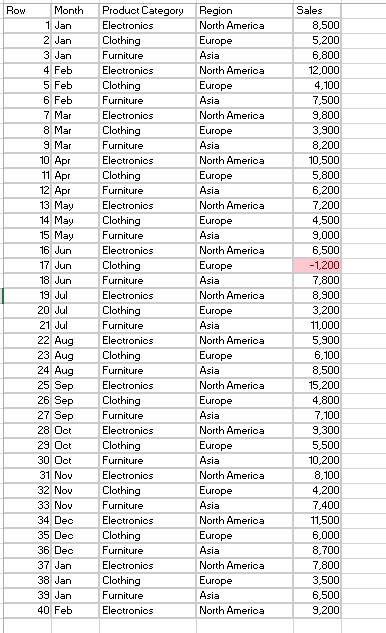 Row Month Product Category Region Sales
1 Jan Electronics North America 8,500
2 Jan Clothing Europe 5,200
3 Jan Furniture Asia 6,800
4 Feb Electronics North America 12,000
5 Feb Clothing Europe 4,100
6 Feb Furniture Asia 7,500
7 Mar Electronics North America 9,800
8 Mar Clothing Europe 3,900
9 Mar Furniture Asia 8,200
10 Apr Electronics North America 10,500
11 Apr Clothing Europe 5,800
12 Apr Furniture Asia 6,200
13 May Electronics North America 7,200
14 May Clothing Europe 4,500
15 May Furniture Asia 9,000
16 Jun Electronics North America 6,500
17 Jun Clothing Europe -1,200
18 Jun Furniture Asia 7,800
19 Jul Electronics North America 8,900
20 Jul Clothing Europe 3,200
21 Jul Furniture Asia 11,000
22 Aug Electronics North America 5,900
23 Aug Clothing Europe 6,100
24 Aug Furniture Asia 8,500
25 Sep Electronics North America 15,200
26 Sep Clothing Europe 4,800
27 Sep Furniture Asia 7,100
28 Oct Electronics North America 9,300
29 Oct Clothing Europe 5,500
30 Oct Furniture Asia 10,200
31 Nov Electronics North America 8,100
32 Nov Clothing Europe 4,200
33 Nov Furniture Asia 7,400
34 Dec Electronics North America 11,500
35 Dec Clothing Europe 6,000
36 Dec Furniture Asia 8,700
37 Jan Electronics North America 7,800
38 Jan Clothing Europe 3,500
39 Jan Furniture Asia 6,500
40 Feb Electronics North America 9,200